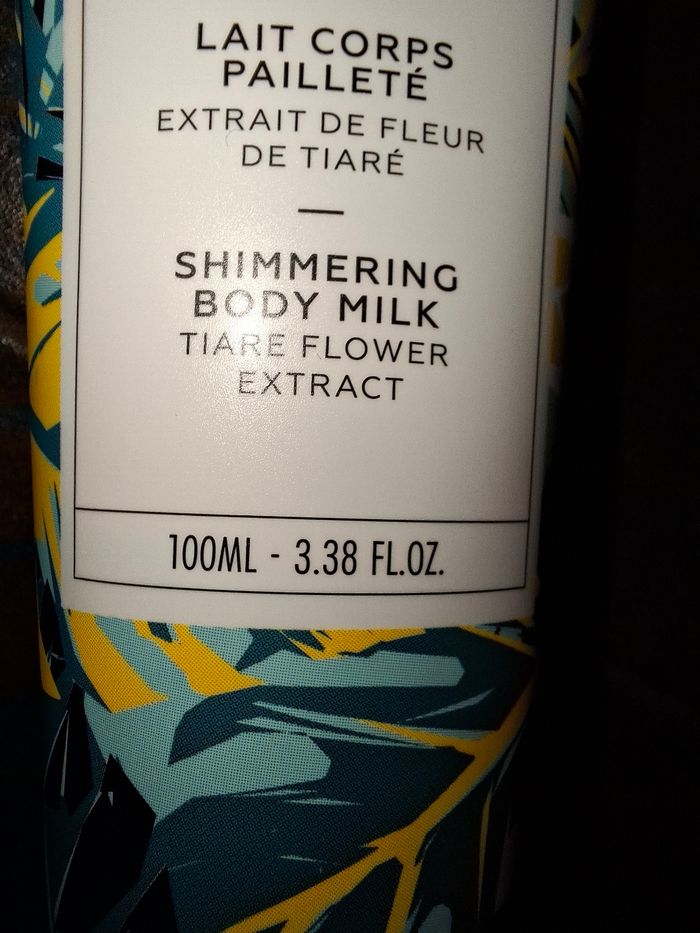 LAIT CORPS
PAILLETÉ
EXTRAIT DE FLEUR
DE TIARÉ
—
SHIMMERING
BODY MILK
TIARE FLOWER
EXTRACT
100ML - 3.38 FL.OZ.